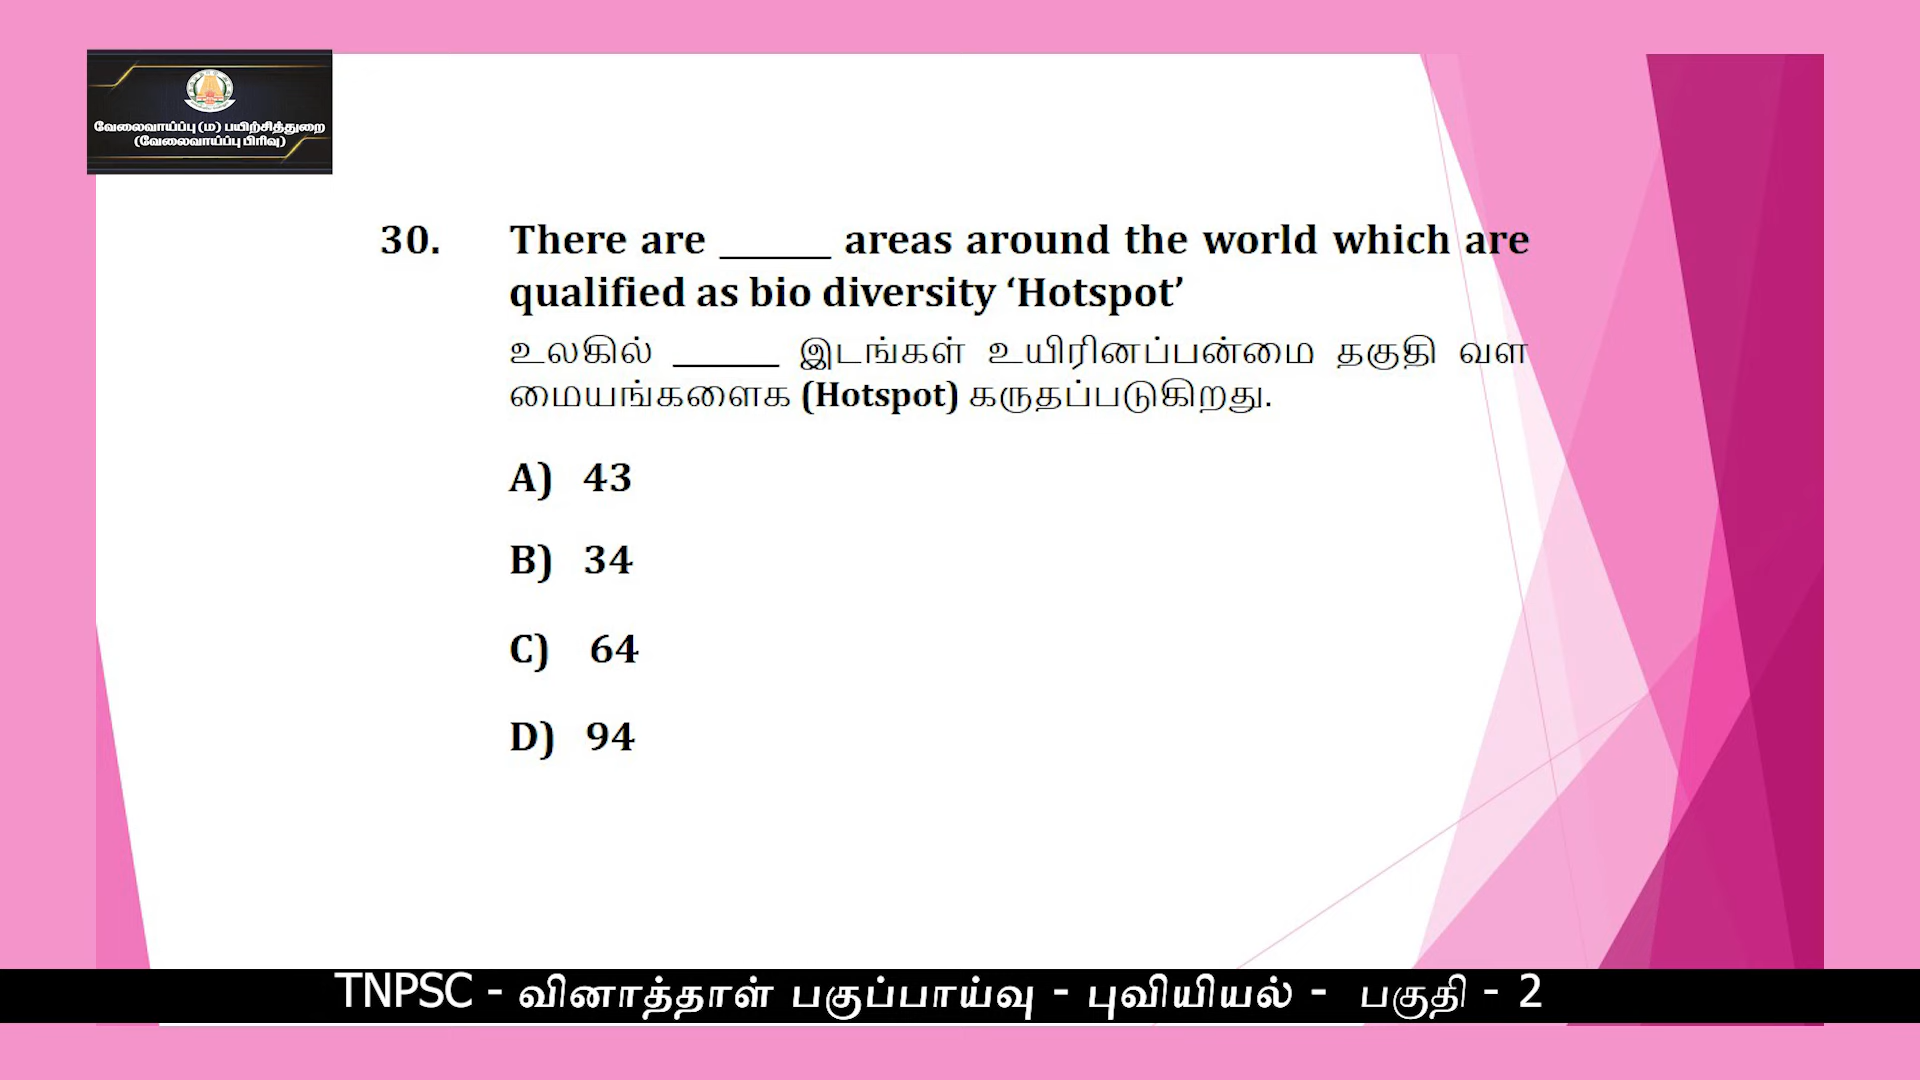 வேலைவாய்ப்பு (ம) பயிற்சித்துறை
(வேலைவாய்ப்பு பிரிவு)
30. There are ______ areas around the world which are
qualified as bio diversity ‘Hotspot’
உலகில் ______ இடங்கள் உயிரினப்பன்மை தகுதி வள
மையங்களைக (Hotspot) கருதப்படுகிறது.
A) 43
B) 34
C) 64
D) 94
TNPSC - வினாத்தாள் பகுப்பாய்வு - புவியியல் - பகுதி - 2